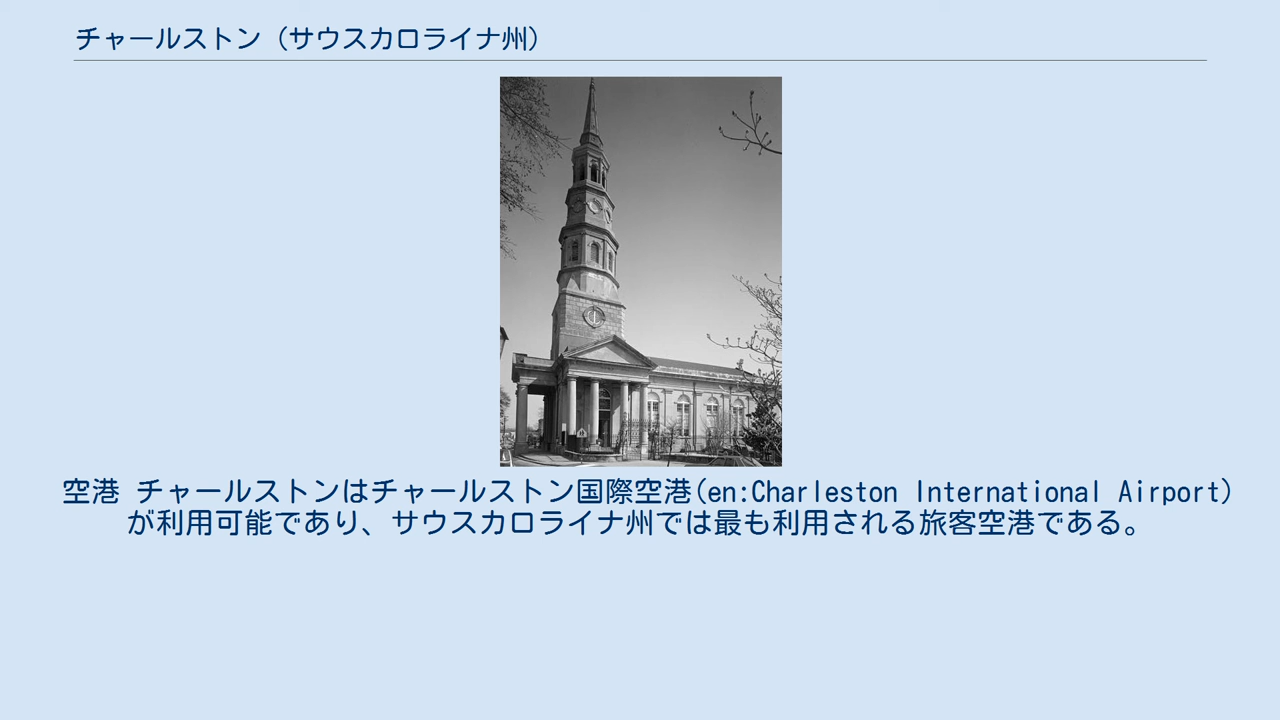 チャールストン（サウスカロライナ州）
空港 チャールストンはチャールストン国際空港(en:Charleston International Airport)
が利用可能であり、サウスカロライナ州では最も利用される旅客空港である。